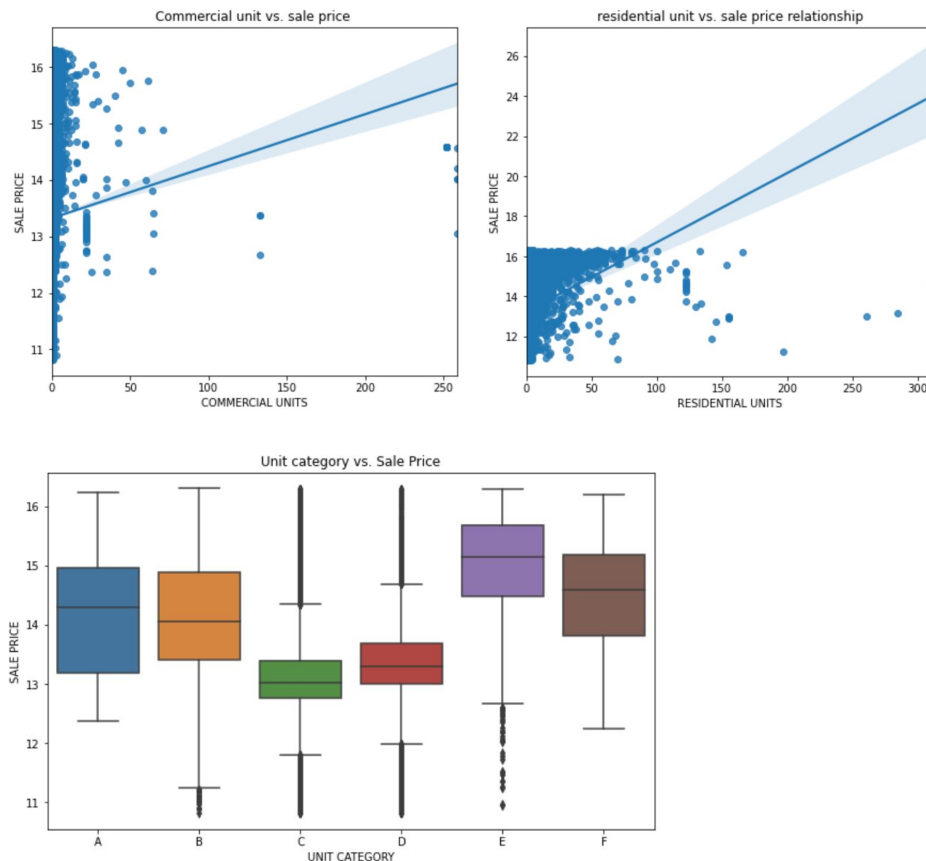 Commercial unit vs. sale price
SALE PRICE
16
15
14
13
12
11
0 50 100 150 200 250
COMMERCIAL UNITS
residential unit vs. sale price relationship
SALE PRICE
26
24
22
20
18
16
14
12
0 50 100 150 200 250 300
RESIDENTIAL UNITS
Unit category vs. Sale Price
SALE PRICE
16
15
14
13
12
11
A B C D E F
UNIT CATEGORY